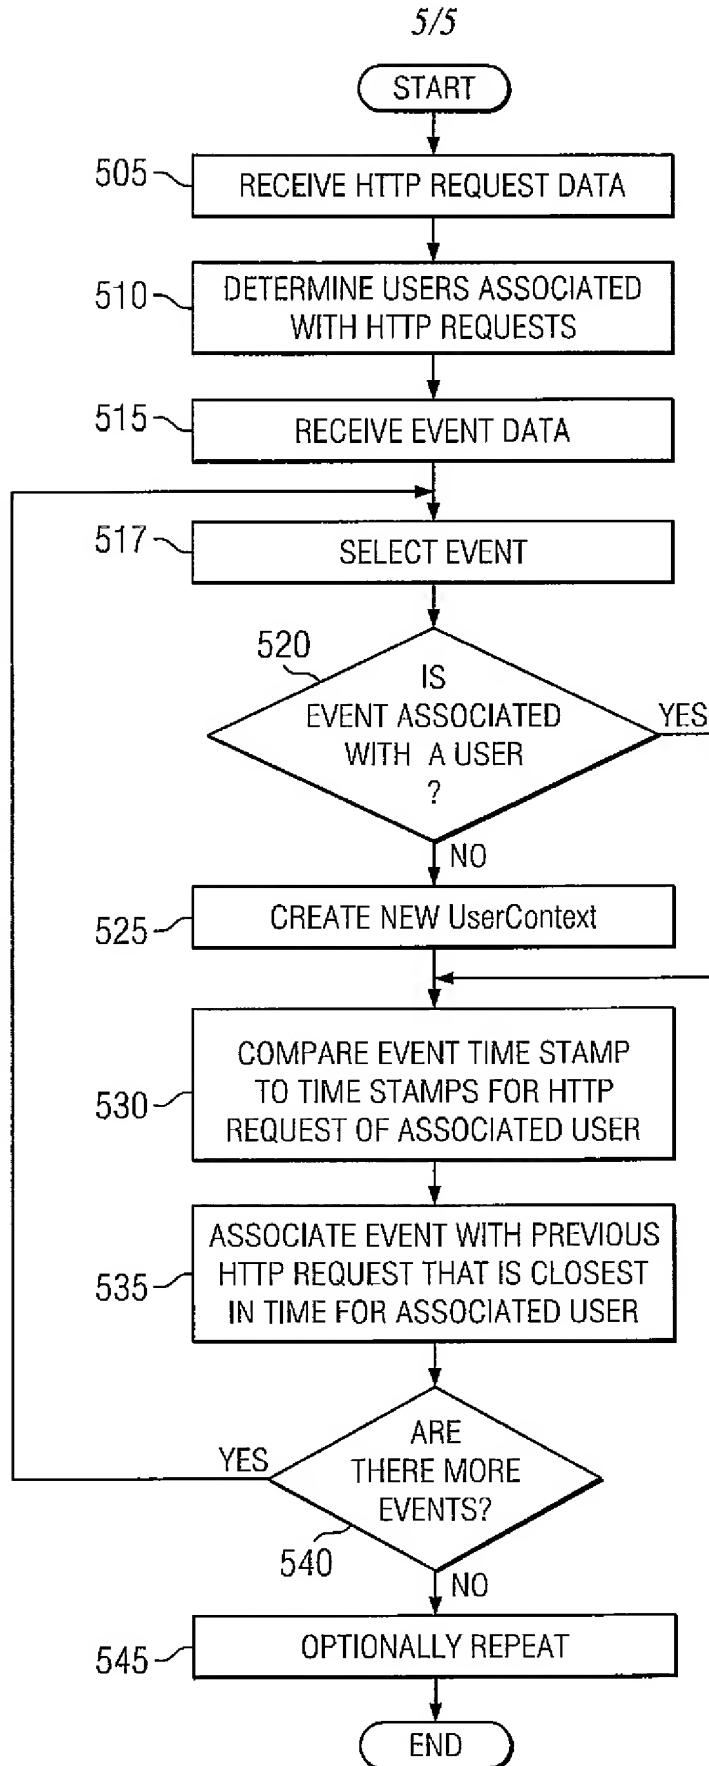 5/5
START
505
RECEIVE HTTP REQUEST DATA
510
DETERMINE USERS ASSOCIATED
WITH HTTP REQUESTS
515
RECEIVE EVENT DATA
517
SELECT EVENT
520
IS
EVENT ASSOCIATED
WITH A USER
?
YES
NO
525
CREATE NEW UserContext
530
COMPARE EVENT TIME STAMP
TO TIME STAMPS FOR HTTP
REQUEST OF ASSOCIATED USER
535
ASSOCIATE EVENT WITH PREVIOUS
HTTP REQUEST THAT IS CLOSEST
IN TIME FOR ASSOCIATED USER
YES
ARE
THERE MORE
EVENTS?
540
NO
545
OPTIONALLY REPEAT
END